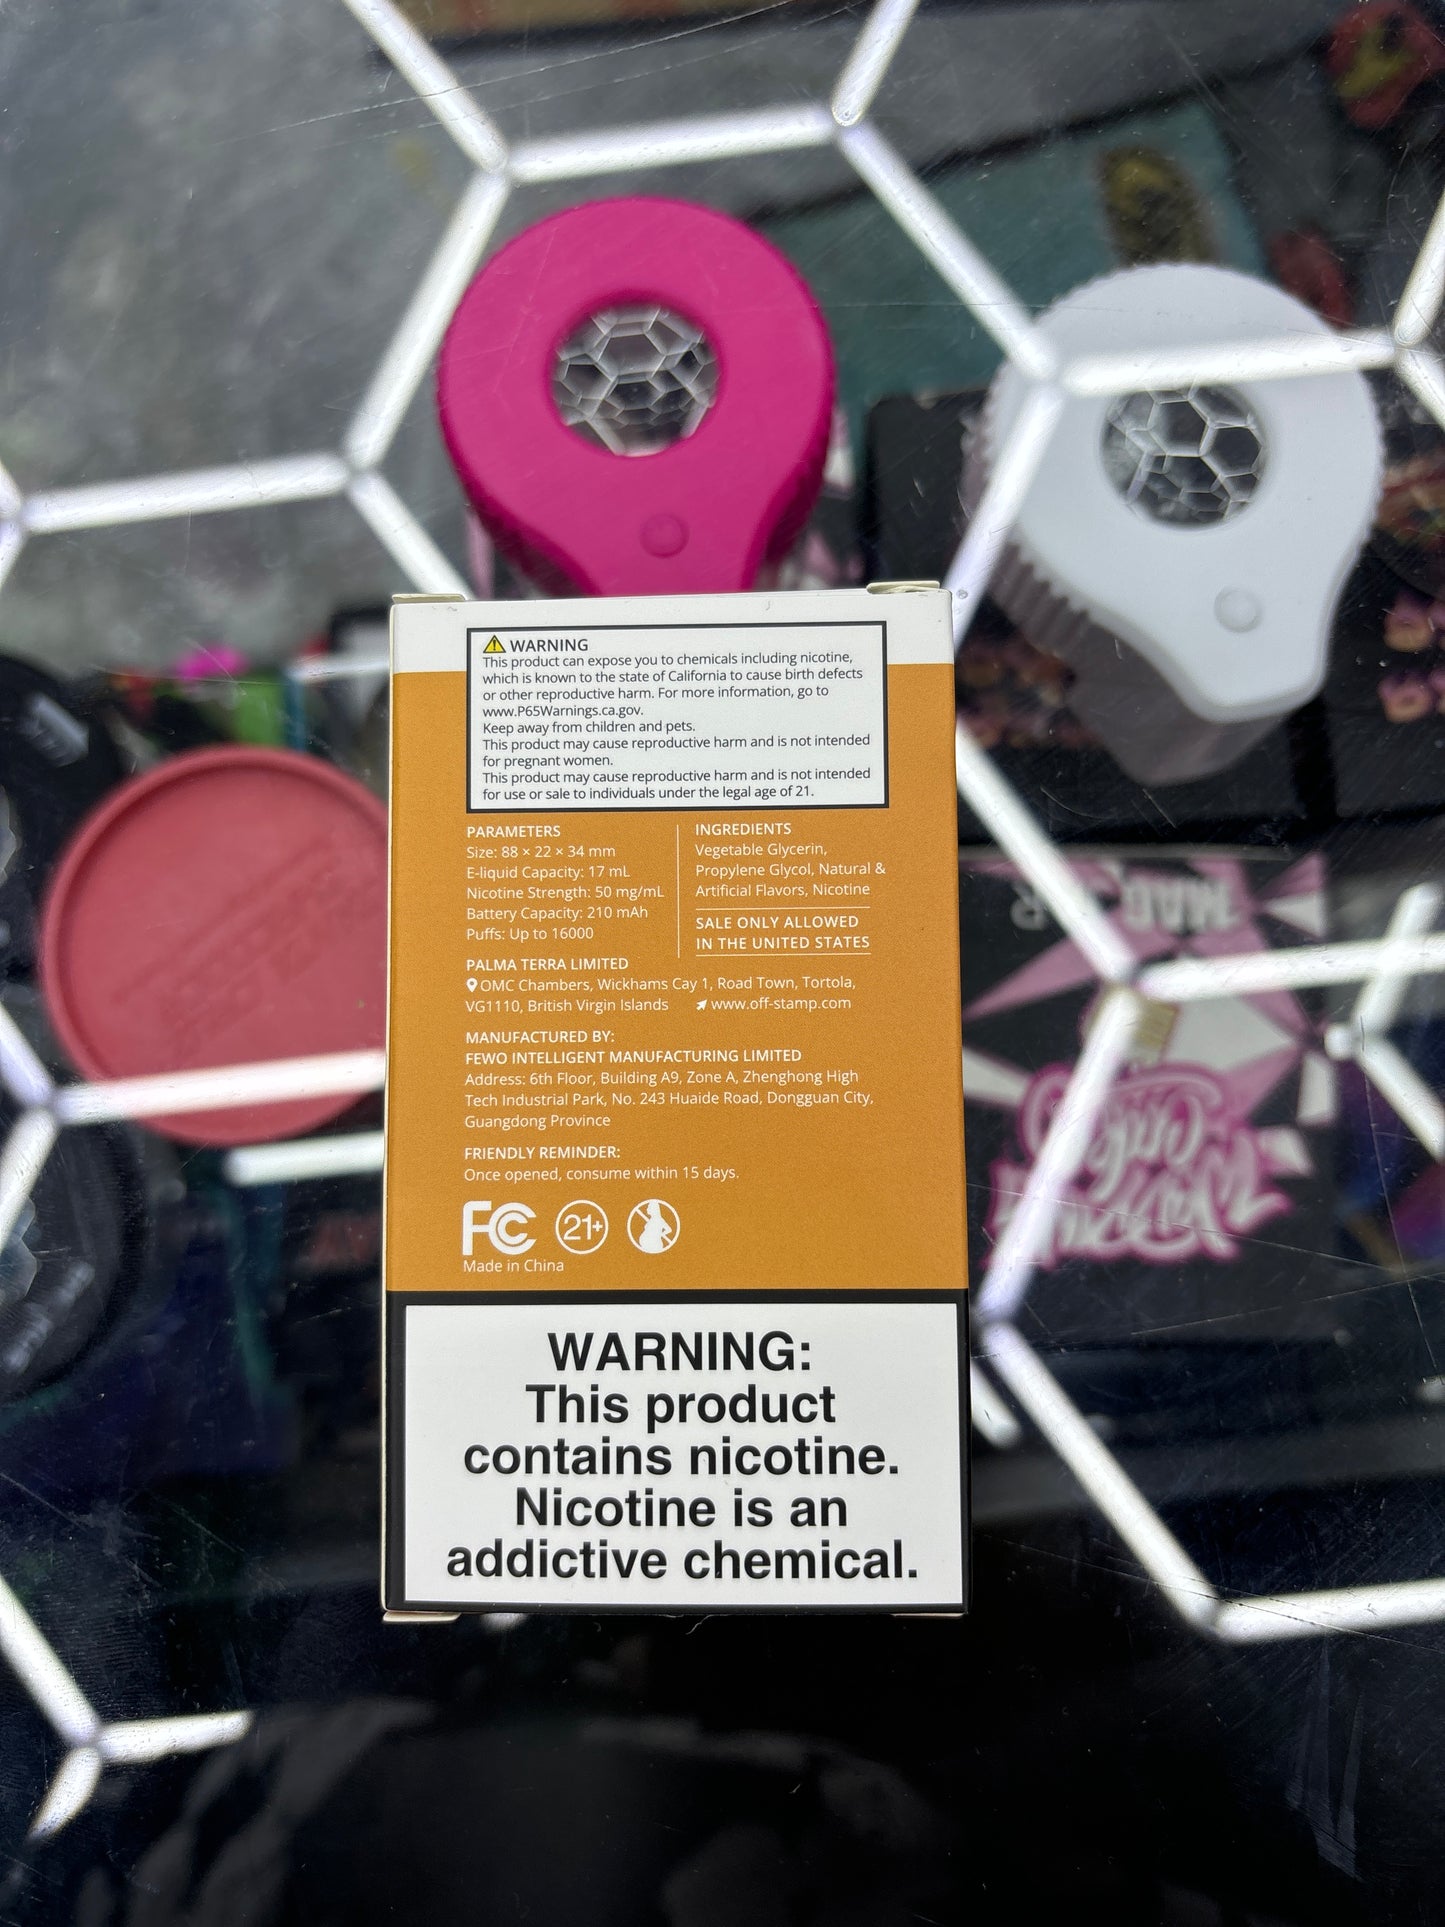 WARNING
This product can expose you to chemicals including nicotine,
which is known to the state of California to cause birth defects
or other reproductive harm. For more information, go to
www.P65Warnings.ca.gov.
Keep away from children and pets.
This product may cause reproductive harm and is not intended
for pregnant women.
This product may cause reproductive harm and is not intended
for use or sale to individuals under the legal age of 21.
PARAMETERS
Size: 88 × 22 × 34 mm
E-liquid Capacity: 17 mL
Nicotine Strength: 50 mg/mL
Battery Capacity: 210 mAh
Puffs: Up to 16000
INGREDIENTS
Vegetable Glycerin,
Propylene Glycol, Natural &
Artificial Flavors, Nicotine
SALE ONLY ALLOWED
IN THE UNITED STATES
PALMA TERRA LIMITED
OMC Chambers, Wickhams Cay 1, Road Town, Tortola,
VG1110, British Virgin Islands www.off-stamp.com
MANUFACTURED BY:
FEWO INTELLIGENT MANUFACTURING LIMITED
Address: 6th Floor, Building A9, Zone A, Zhenghong High
Tech Industrial Park, No. 243 Huaide Road, Dongguan City,
Guangdong Province
FRIENDLY REMINDER:
Once opened, consume within 15 days.
FC 21+
Made in China
WARNING:
This product
contains nicotine.
Nicotine is an
addictive chemical.